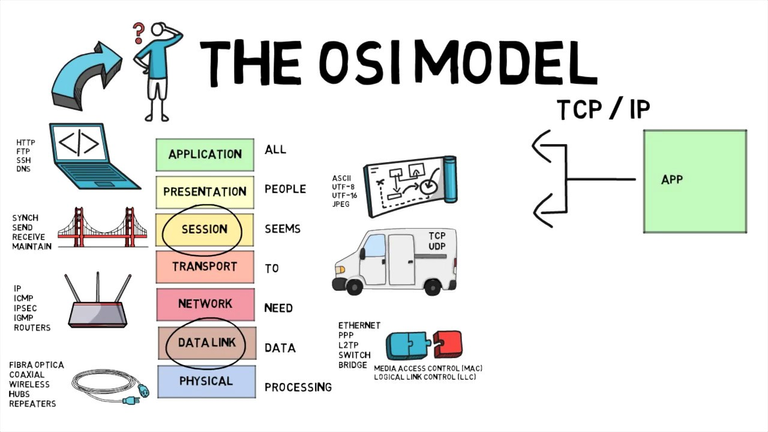 ?
THE OSI MODEL
TCP / IP
HTTP
FTP
SSH
DNS
</>
APPLICATION
ALL
APP
PRESENTATION
PEOPLE
ASCII
UTF-8
UTF-16
JPEG
SYNCH
SEND
RECEIVE
MAINTAIN
SESSION
SEEMS
TCP
UDP
TRANSPORT
TO
IP
ICMP
IPSEC
IGMP
ROUTERS
NETWORK
NEED
ETHERNET
PPP
L2TP
SWITCH
BRIDGE
DATA LINK
DATA
MEDIA ACCESS CONTROL (MAC)
LOGICAL LINK CONTROL (LLC)
FIBRA OPTICA
COAXIAL
WIRELESS
HUBS
REPEATERS
PHYSICAL
PROCESSING